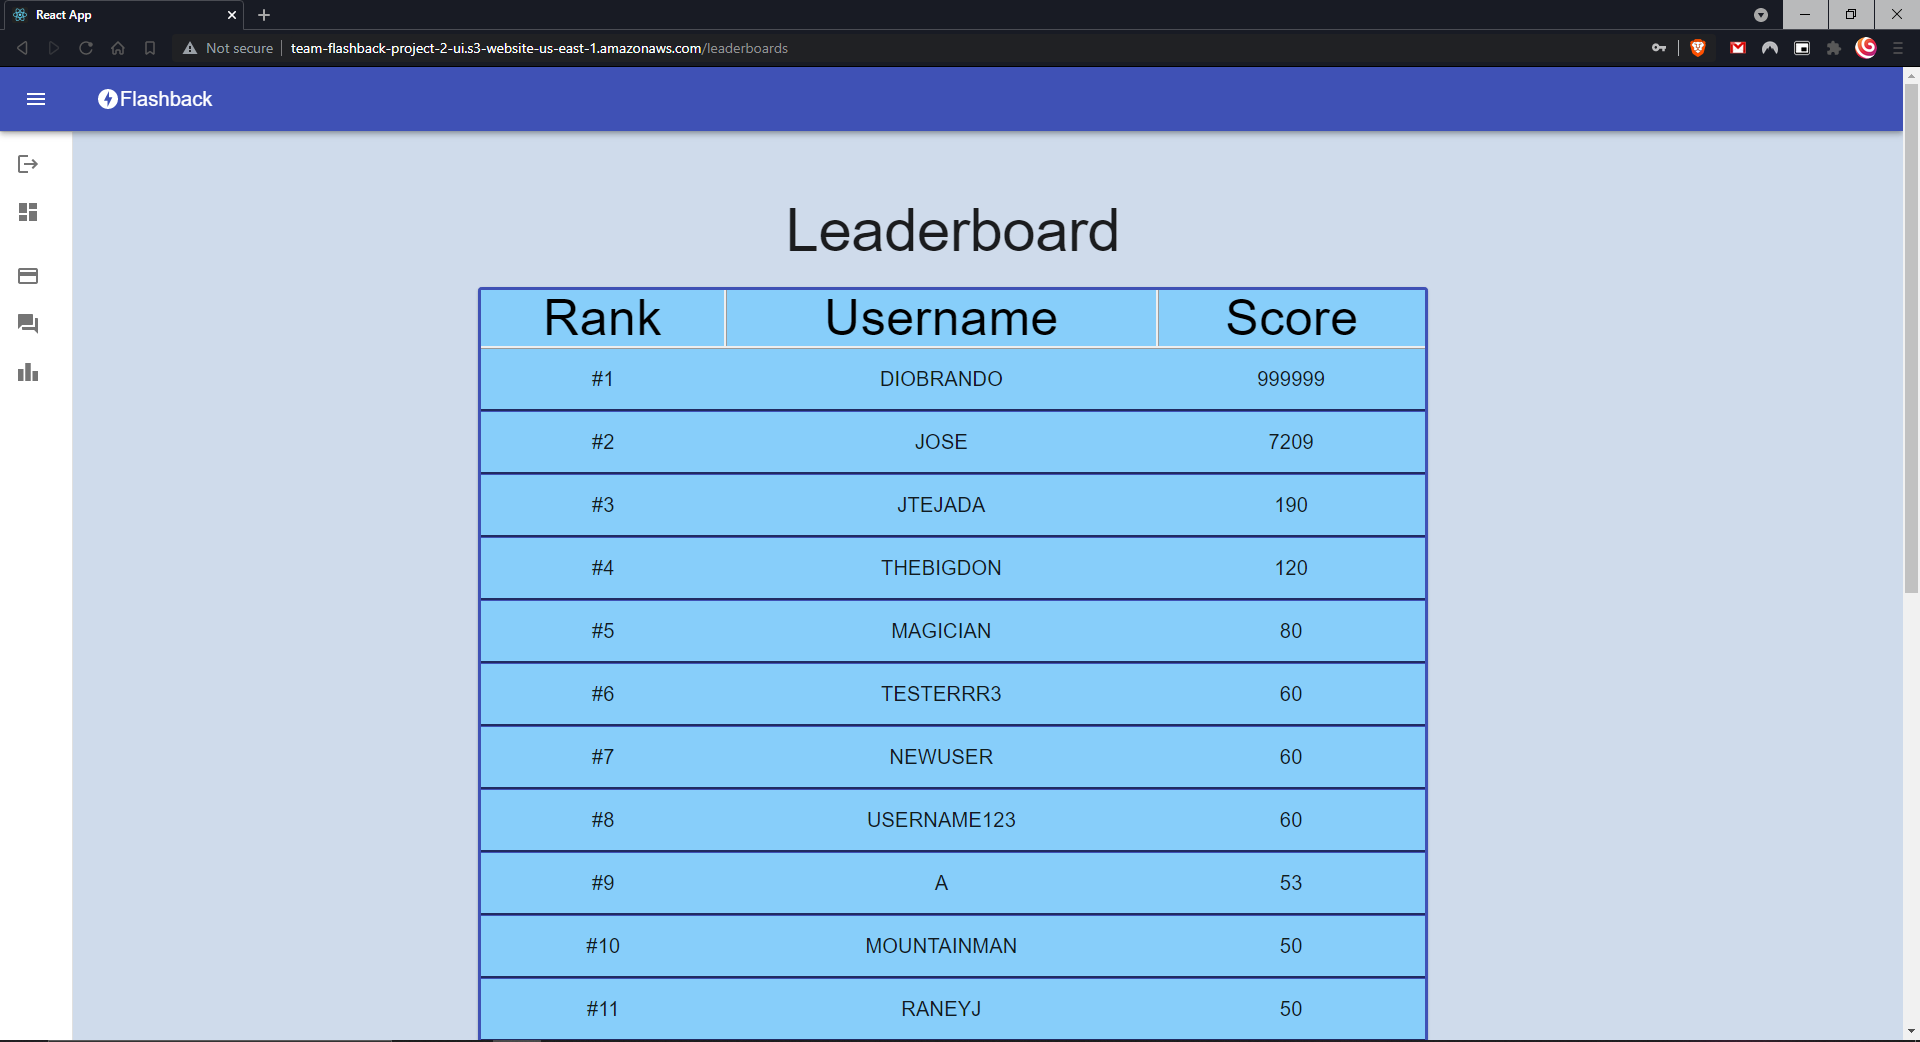 React App
Not secure team-flashback-project-2-ui.s3-website-us-east-1.amazonaws.com/leaderboards
Flashback
Leaderboard
Rank Username Score
#1 DIOBRANDO 999999
#2 JOSE 7209
#3 JTEJADA 190
#4 THEBIGDON 120
#5 MAGICIAN 80
#6 TESTERRR3 60
#7 NEWUSER 60
#8 USERNAME123 60
#9 A 53
#10 MOUNTAINMAN 50
#11 RANEYJ 50